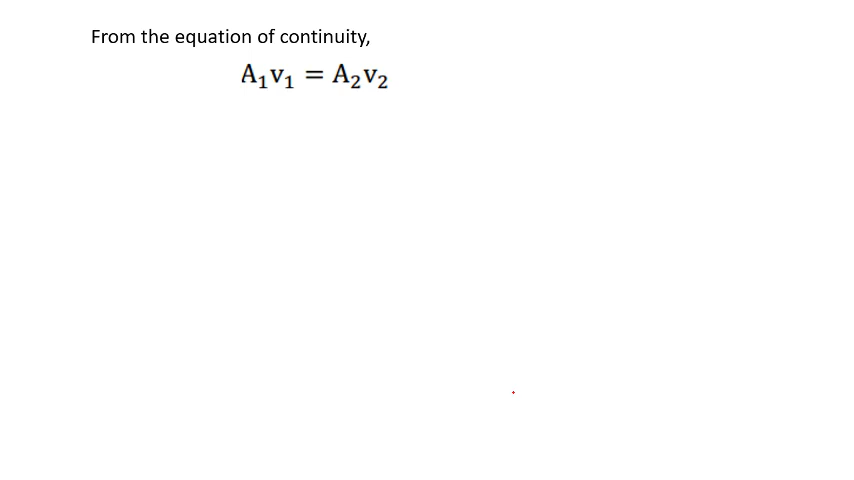 From the equation of continuity,
A₁v₁ = A₂v₂